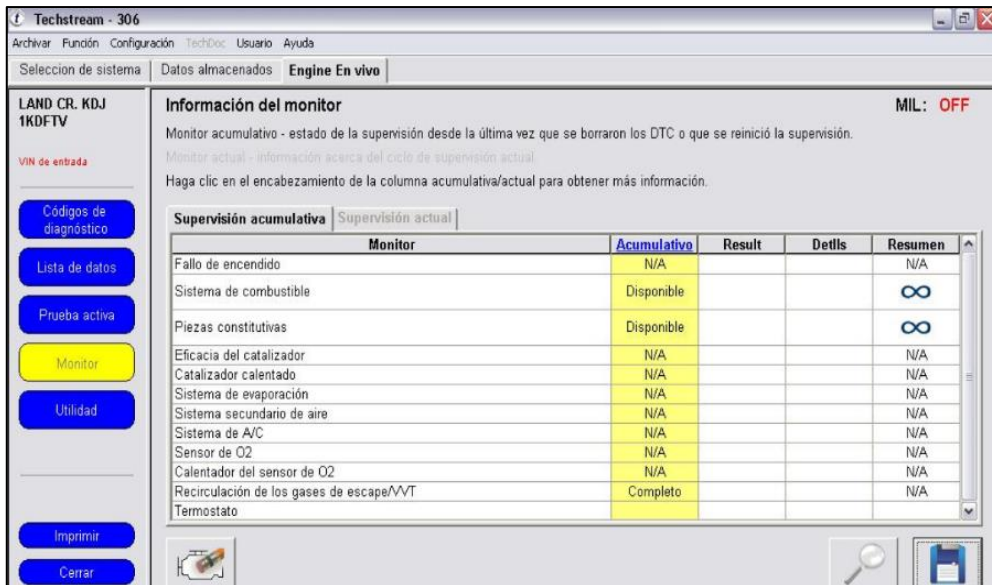 Techstream - 306
Archivar Función Configuración TechDoc Usuario Ayuda
Seleccion de sistema Datos almacenados Engine En vivo
LAND CR. KDJ
1KDFTV
VIN de entrada
Códigos de
diagnóstico
Lista de datos
Prueba activa
Monitor
Utilidad
Imprimir
Cerrar
Información del monitor MIL: OFF
Monitor acumulativo - estado de la supervisión desde la última vez que se borraron los DTC o que se reinició la supervisión.
Monitor actual - información acerca del ciclo de supervisión actual
Haga clic en el encabezamiento de la columna acumulativa/actual para obtener más información.
Supervisión acumulativa Supervisión actual
Monitor Acumulativo Result Detlls Resumen
Fallo de encendido N/A N/A
Sistema de combustible Disponible ∞
Piezas constitutivas Disponible ∞
Eficacia del catalizador N/A N/A
Catalizador calentado N/A N/A
Sistema de evaporación N/A N/A
Sistema secundario de aire N/A N/A
Sistema de A/C N/A N/A
Sensor de O2 N/A N/A
Calentador del sensor de O2 N/A N/A
Recirculación de los gases de escape/VVT Completo N/A
Termostato